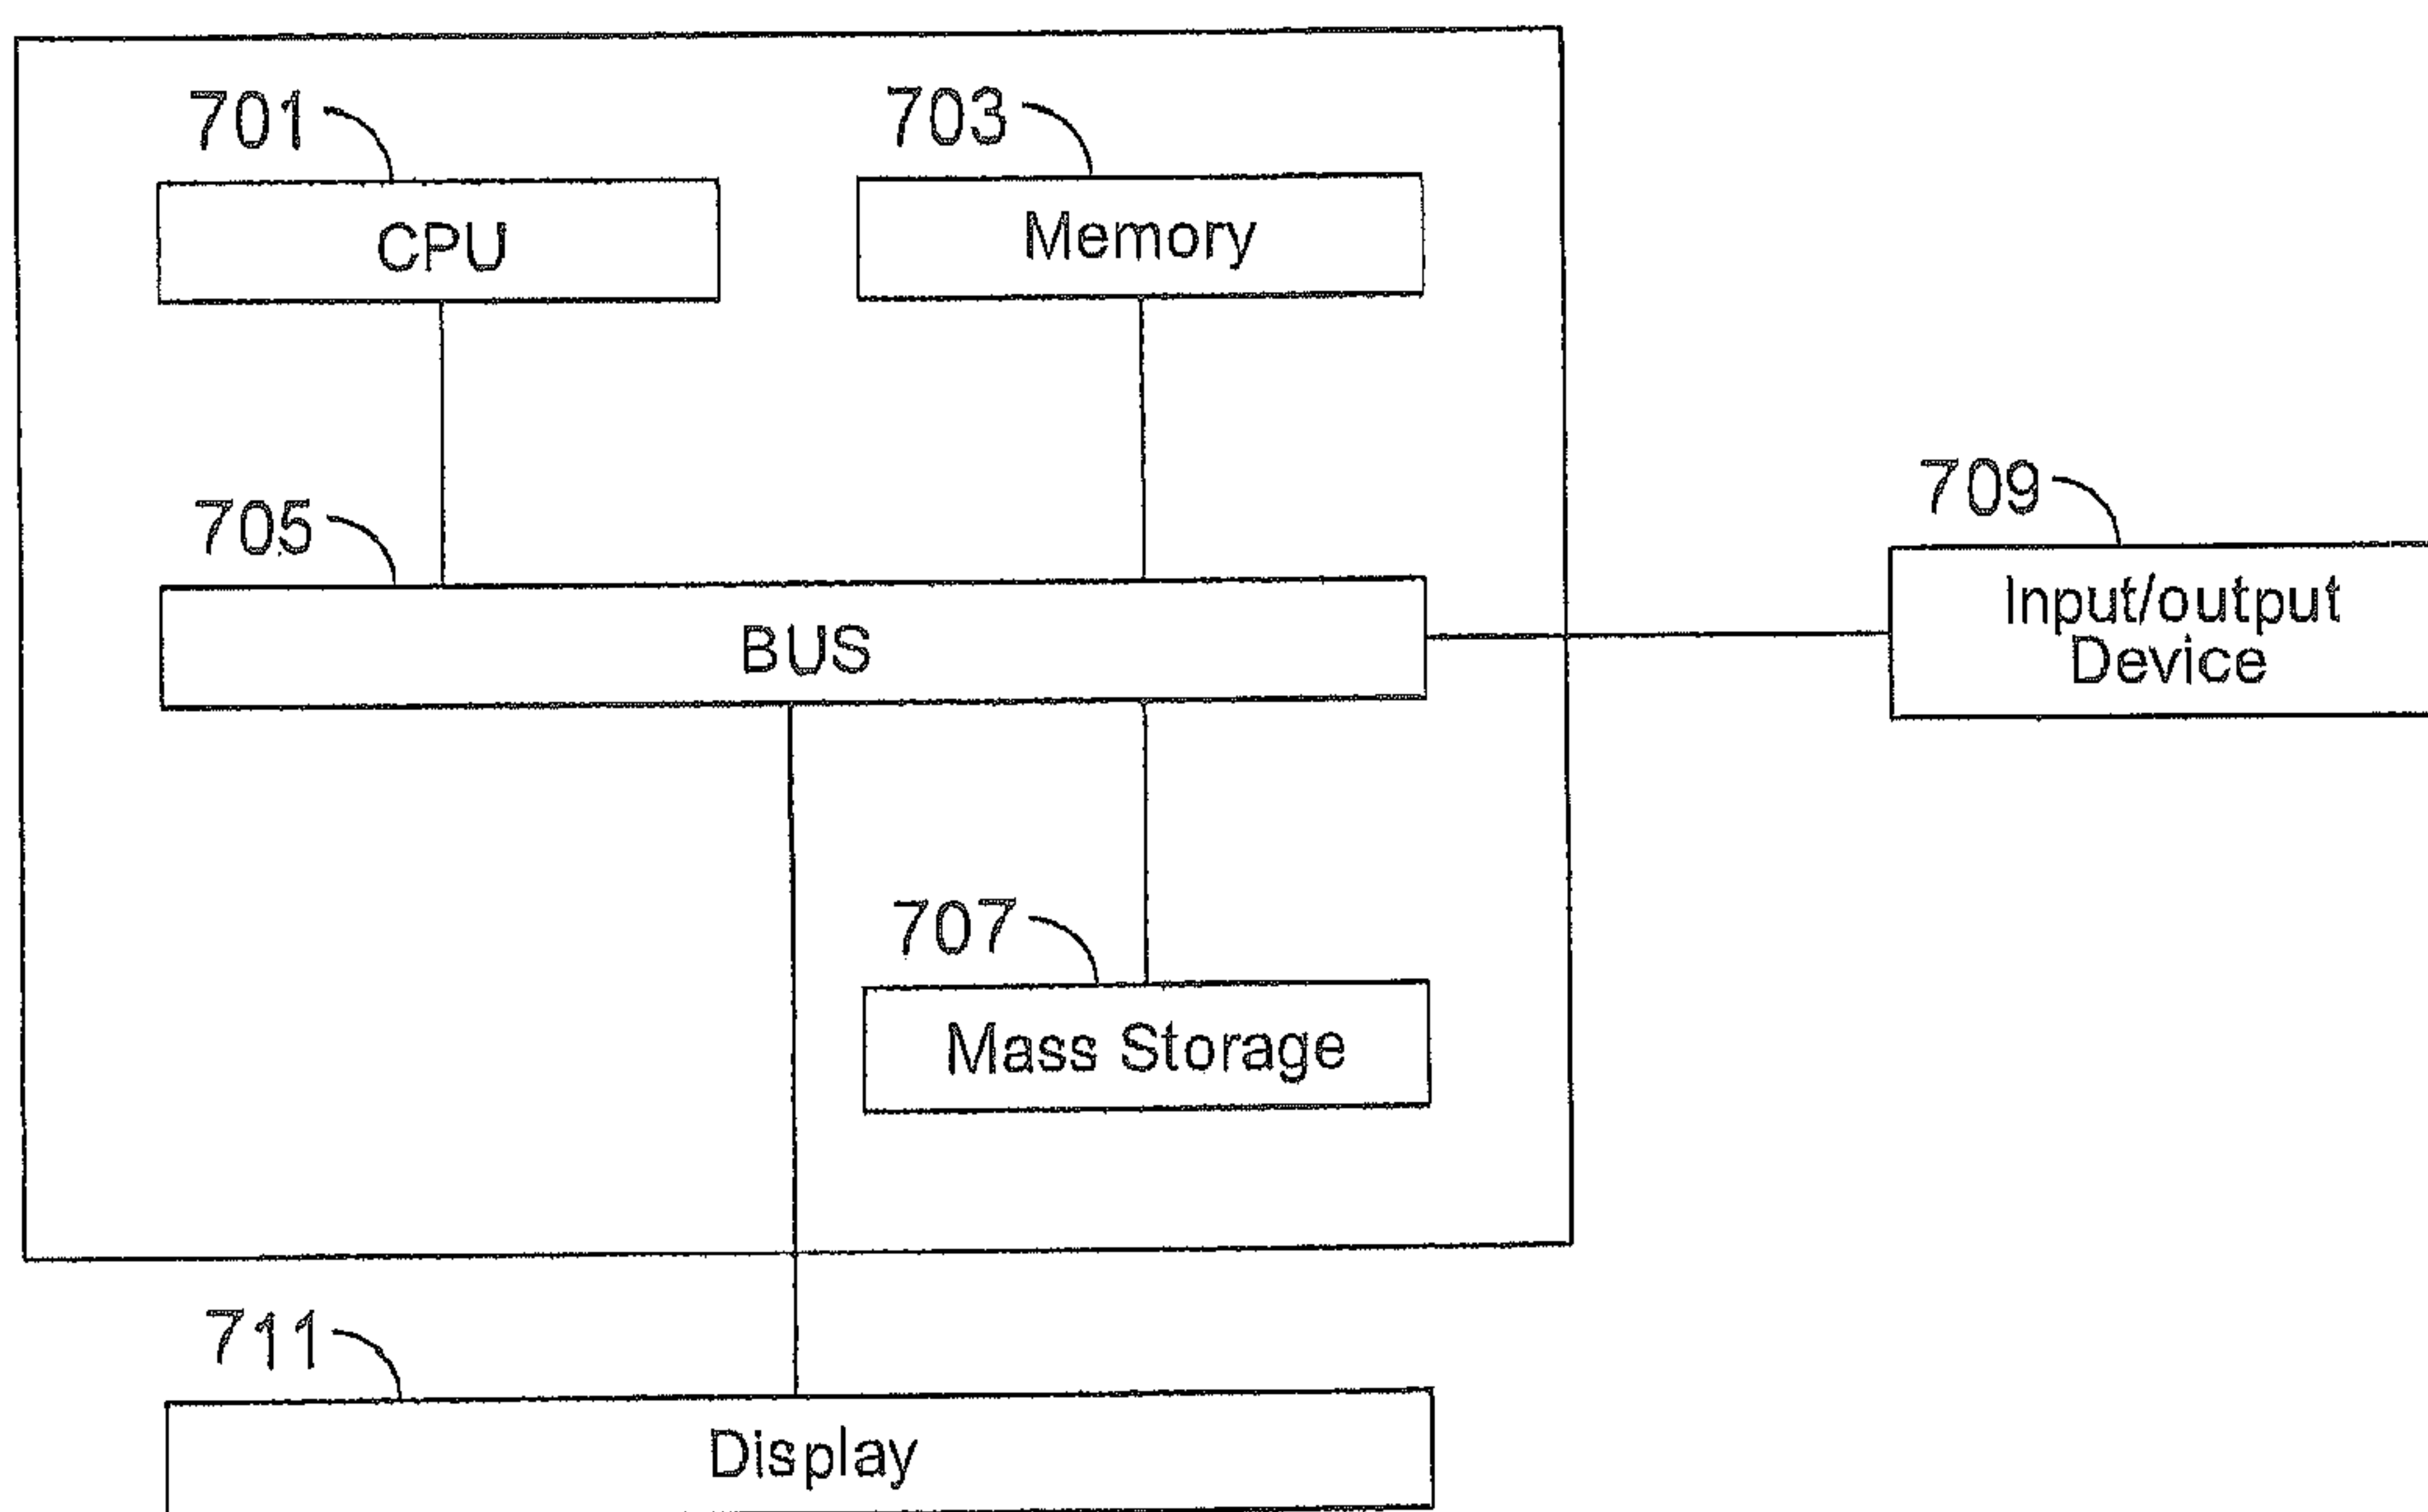 701
703
CPU
Memory
705
709
BUS
Input/output
Device
707
Mass Storage
711
Display